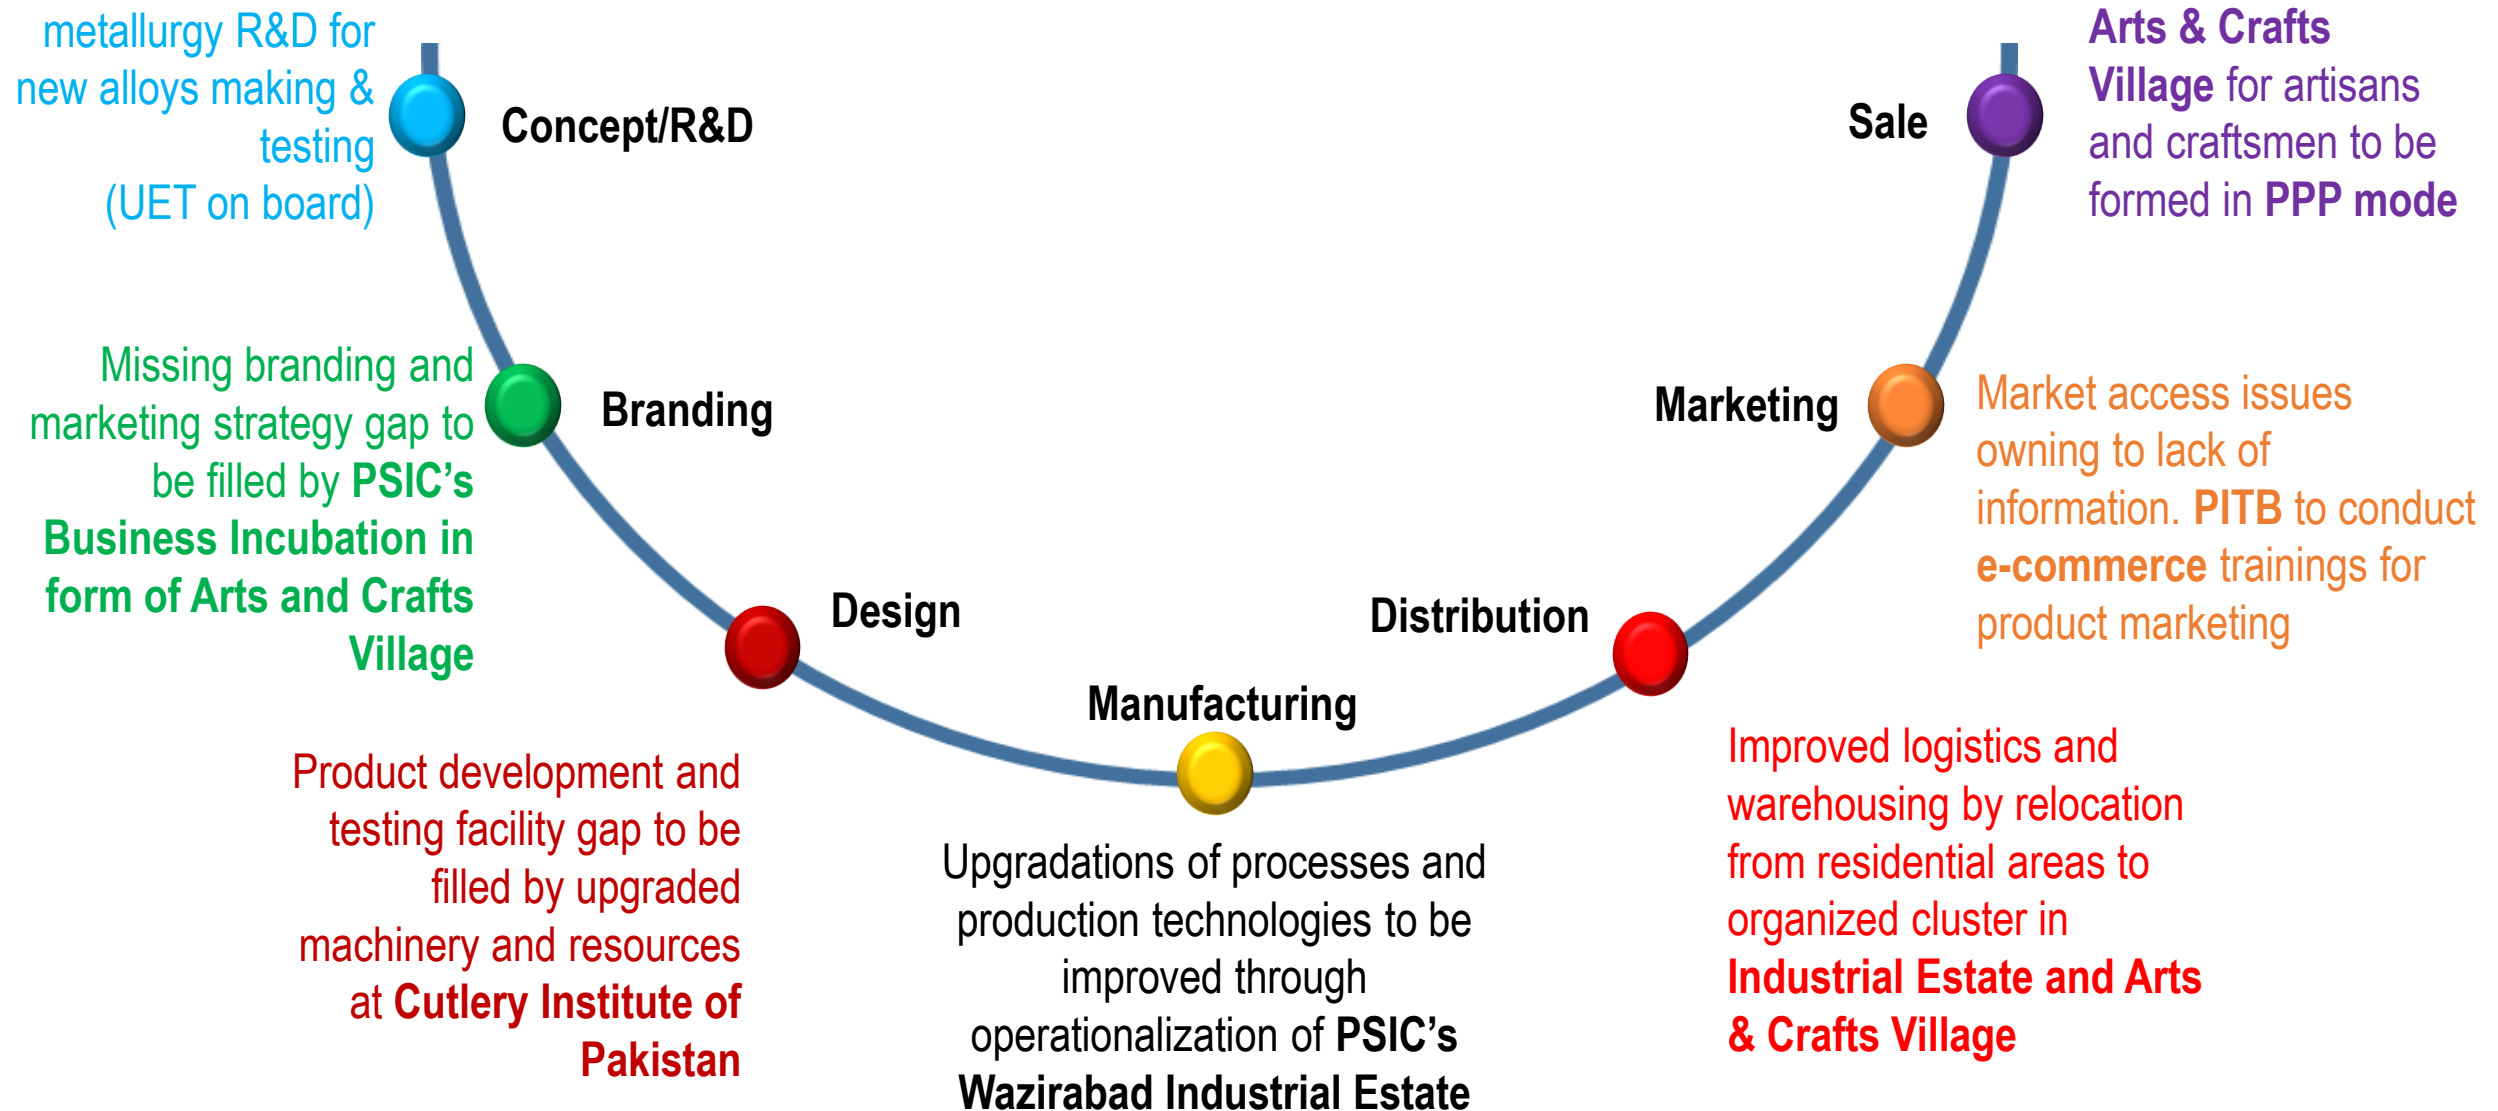 metallurgy R&D for
new alloys making &
testing
(UET on board)
Concept/R&D
Missing branding and
marketing strategy gap to
be filled by PSIC’s
Business Incubation in
form of Arts and Crafts
Village
Branding
Product development and
testing facility gap to be
filled by upgraded
machinery and resources
at Cutlery Institute of
Pakistan
Design
Manufacturing
Upgradations of processes and
production technologies to be
improved through
operationalization of PSIC’s
Wazirabad Industrial Estate
Distribution
Improved logistics and
warehousing by relocation
from residential areas to
organized cluster in
Industrial Estate and Arts
& Crafts Village
Marketing
Market access issues
owning to lack of
information. PITB to conduct
e-commerce trainings for
product marketing
Sale
Arts & Crafts
Village for artisans
and craftsmen to be
formed in PPP mode